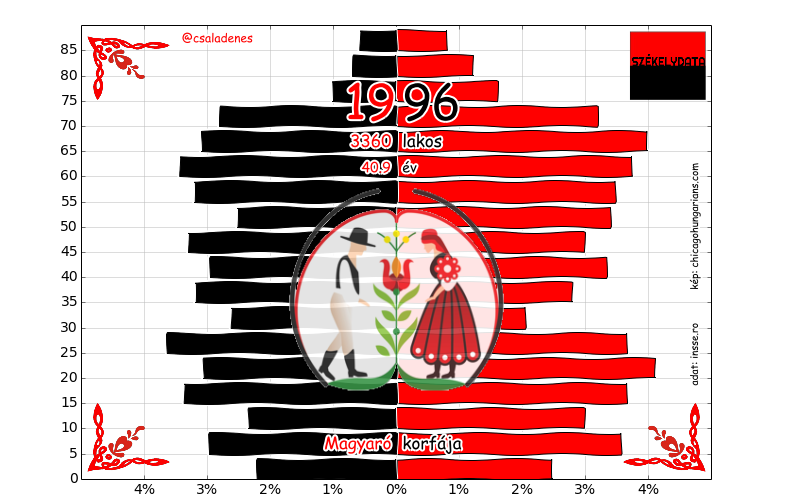 @csaladenes
SZÉKELYDATA
1996
3360 lakos
40.9 év
Magyaró korfája
kép: chicagohungarians.com
adat: insse.ro
85
80
75
70
65
60
55
50
45
40
35
30
25
20
15
10
5
0
4% 3% 2% 1% 0% 1% 2% 3% 4%